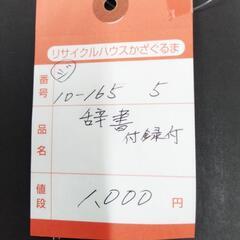 リサイクルハウスかざぐるま
番号 ジ 10-165 5
品名 辞書
付録付
値段 1,000 円